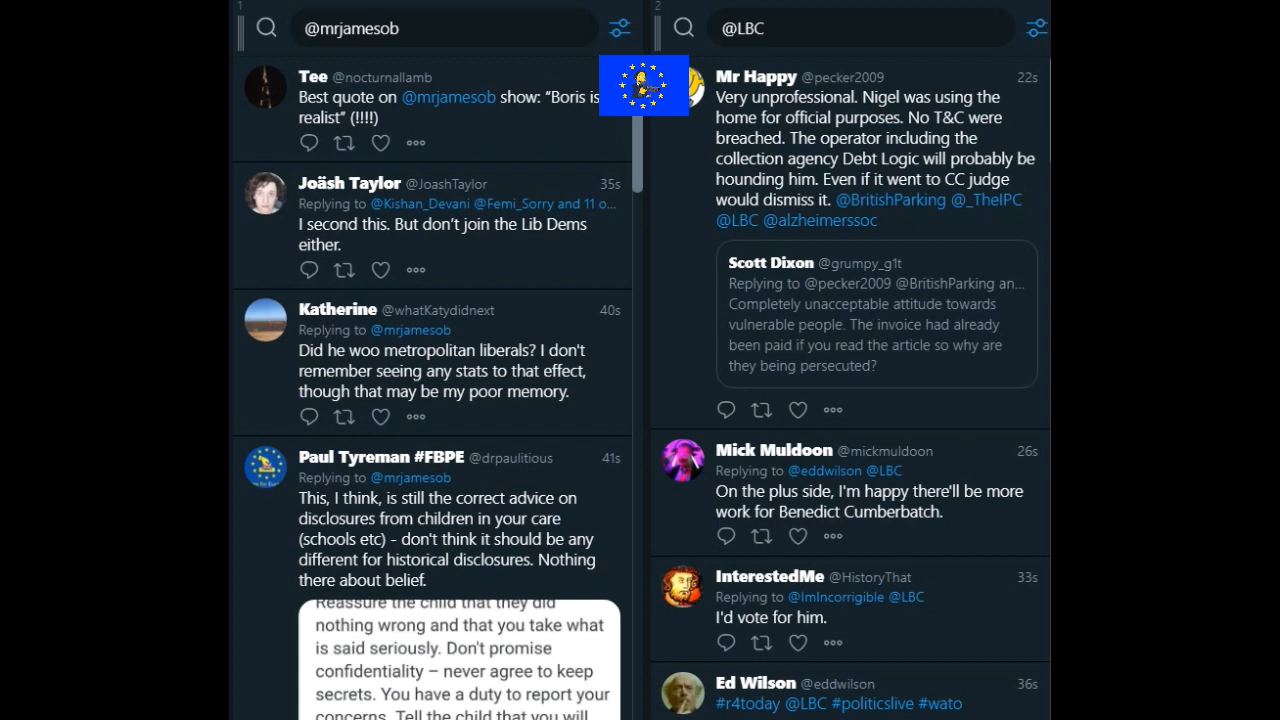 1
@mrjamesob
Tee @nocturnallamb
Best quote on @mrjamesob show: “Boris is
realist” (!!!!)
Joäsh Taylor @JoashTaylor 35s
Replying to @Kishan_Devani @Femi_Sorry and 11 o...
I second this. But don’t join the Lib Dems
either.
Katherine @whatKatydidnext 40s
Replying to @mrjamesob
Did he woo metropolitan liberals? I don't
remember seeing any stats to that effect,
though that may be my poor memory.
Paul Tyreman #FBPE @drpaulitious 41s
Replying to @mrjamesob
This, I think, is still the correct advice on
disclosures from children in your care
(schools etc) - don't think it should be any
different for historical disclosures. Nothing
there about belief.
Reassure the child that they did
nothing wrong and that you take what
is said seriously. Don't promise
confidentiality – never agree to keep
secrets. You have a duty to report your
concerns. Tell the child that you will
2
@LBC
Mr Happy @pecker2009 22s
Very unprofessional. Nigel was using the
home for official purposes. No T&C were
breached. The operator including the
collection agency Debt Logic will probably be
hounding him. Even if it went to CC judge
would dismiss it. @BritishParking @_TheIPC
@LBC @alzheimerssoc
Scott Dixon @grumpy_g1t
Replying to @pecker2009 @BritishParking an...
Completely unacceptable attitude towards
vulnerable people. The invoice had already
been paid if you read the article so why are
they being persecuted?
Mick Muldoon @mickmuldoon 26s
Replying to @eddwilson @LBC
On the plus side, I'm happy there'll be more
work for Benedict Cumberbatch.
InterestedMe @HistoryThat 33s
Replying to @ImIncorrigible @LBC
I'd vote for him.
Ed Wilson @eddwilson 36s
#r4today @LBC #politicslive #wato